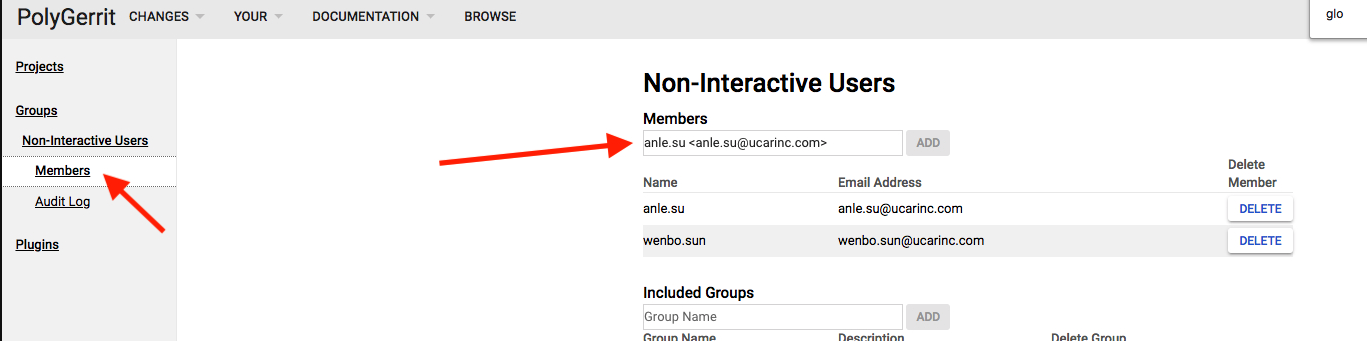 PolyGerrit CHANGES YOUR DOCUMENTATION BROWSE glo
Projects
Groups
Non-Interactive Users
Members
Audit Log
Plugins
Non-Interactive Users
Members
anle.su <anle.su@ucarinc.com> ADD
Name Email Address Delete Member
anle.su anle.su@ucarinc.com DELETE
wenbo.sun wenbo.sun@ucarinc.com DELETE
Included Groups
Group Name ADD
Group Name Description Delete Group